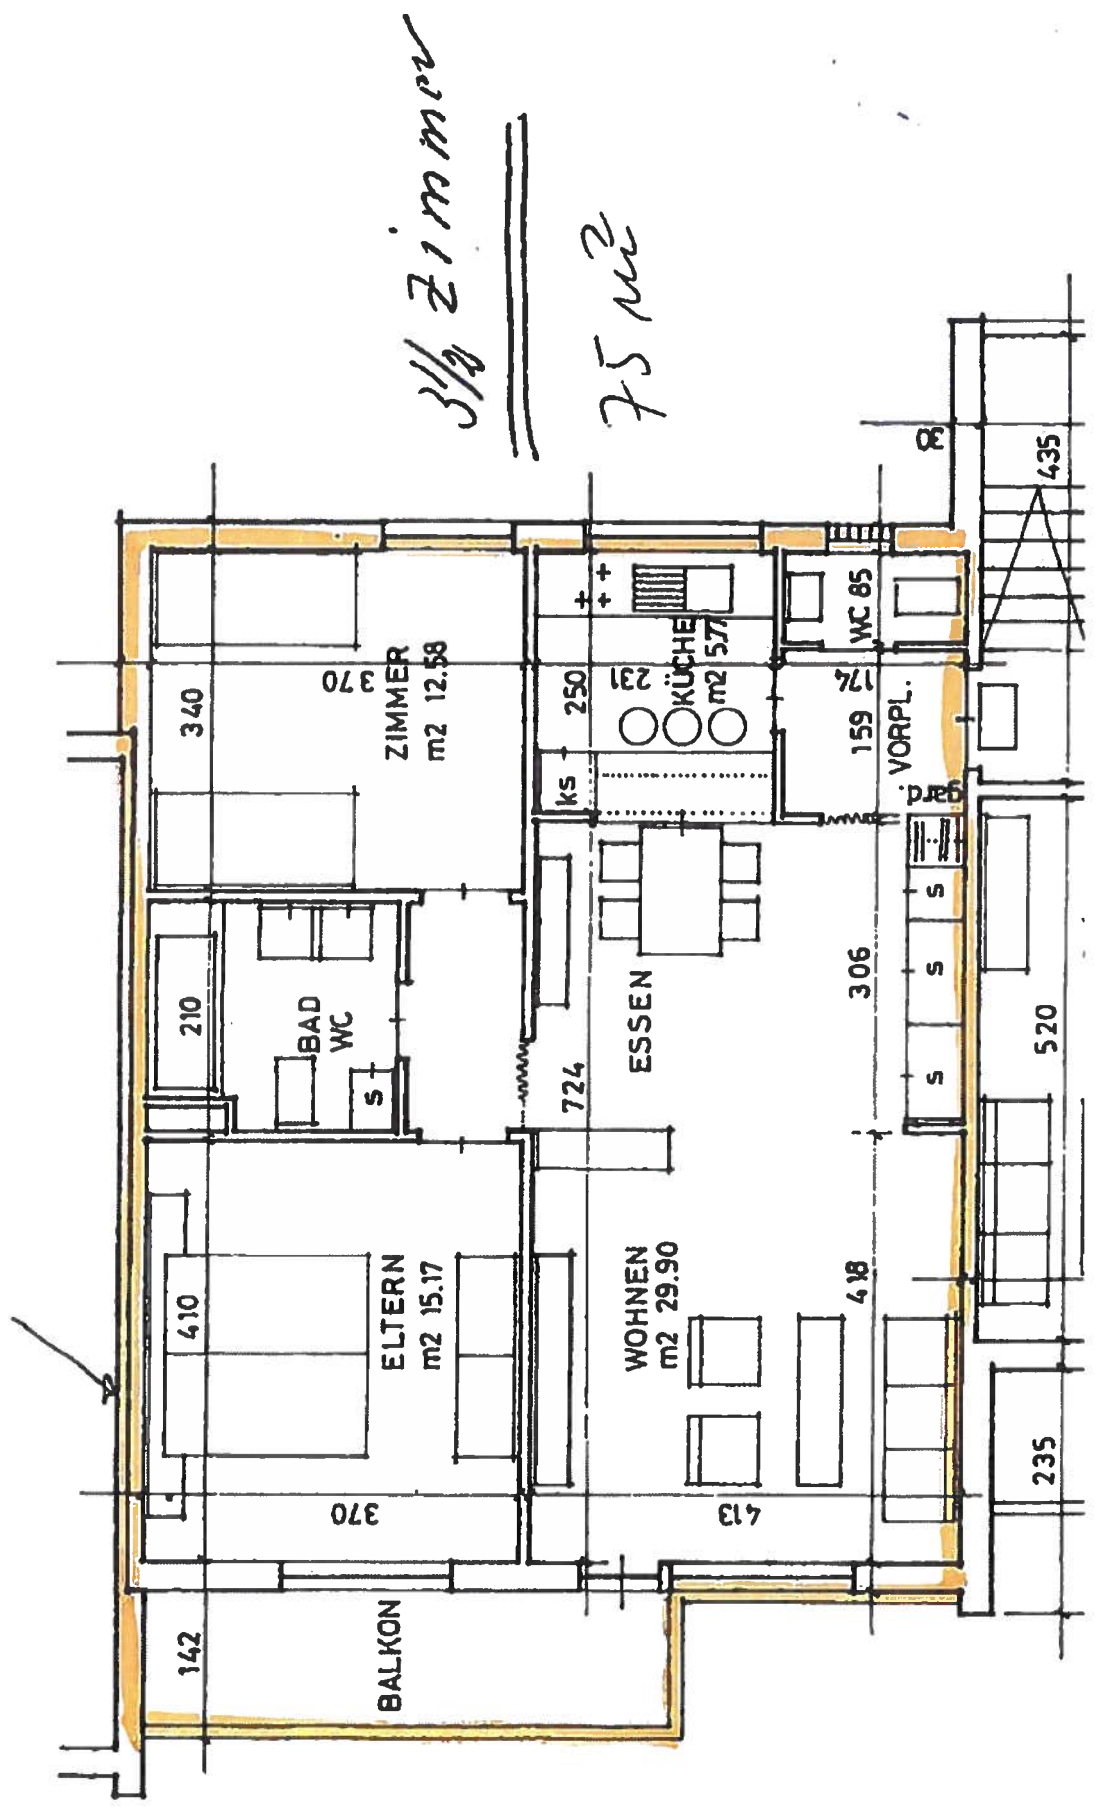 3½ Zimmer
75 m²
340
370
ZIMMER
m2 12.58
250
231
KÜCHE
m2 5.77
ks
WC 85
174
159
VORPL.
gard.
30
435
210
BAD
WC
s
724
ESSEN
306
s
s
s
520
410
ELTERN
m2 15.17
370
WOHNEN
m2 29.90
418
413
235
142
BALKON